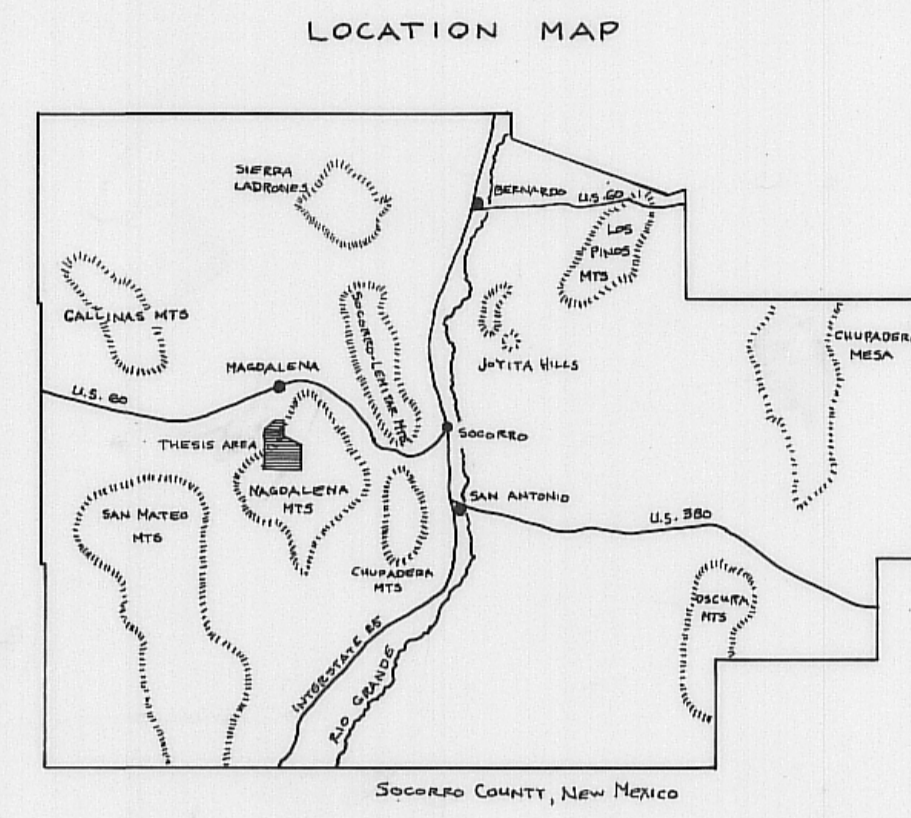 LOCATION MAP
SIERRA
LADRONES
BERNARDO
U.S. 60
LOS
PINOS
MTS
GALLINAS MTS
SOCORRO-LEMITAR MTS
CHUPADERA
MESA
JOYITA HILLS
MAGDALENA
U.S. 60
SOCORRO
THESIS AREA
MAGDALENA
MTS
SAN ANTONIO
SAN MATEO
MTS
U.S. 380
CHUPADERA
MTS
OSCURA
MTS
INTERSTATE 25
RIO GRANDE
SOCORRO COUNTY, NEW MEXICO